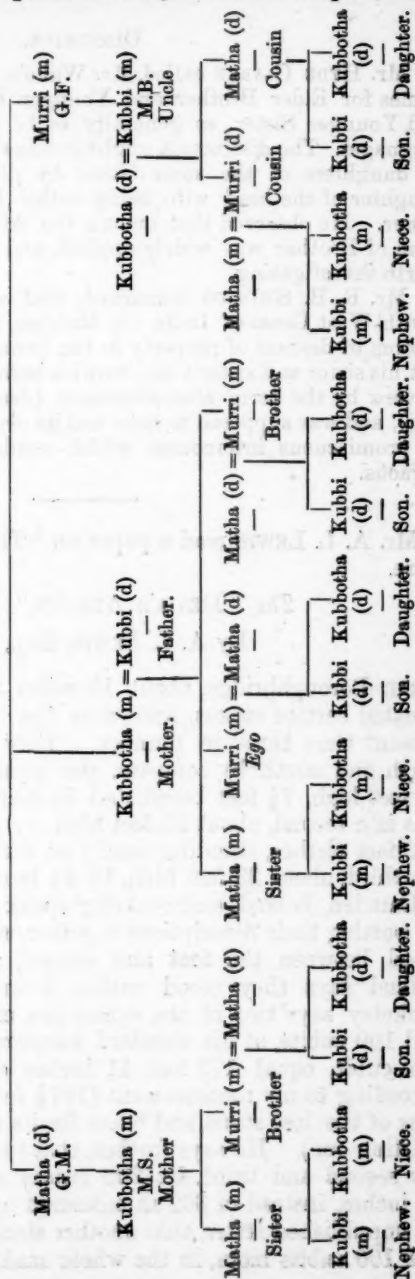 Matha (d) Murri (m)
G.M. G.F.
Kubbotha (m) Kubbotha (m) = Kubbi (d) Kubbotha (d) = Kubbi (m)
M.S. Mother. Father. M.B.
Mother Uncle.
Matha (m) Murri (m) = Matha (d) Matha (m) Murri (m) = Matha (d) Matha (d) = Murri (m) Matha (m) = Murri (d) Matha (d)
Sister Brother Sister Ego Brother Cousin Cousin
Kubbi Kubbotha Kubbi Kubbotha Kubbi Kubbotha Kubbi Kubbotha Kubbi Kubbotha Kubbi Kubbotha Kubbi Kubbotha
(m) (m) (d) (d) (m) (m) (d) (d) (d) (d) (m) (m) (d) (d)
Nephew. Niece. Son. Daughter. Nephew. Niece. Son. Daughter. Son. Daughter. Nephew. Niece. Son. Daughter.